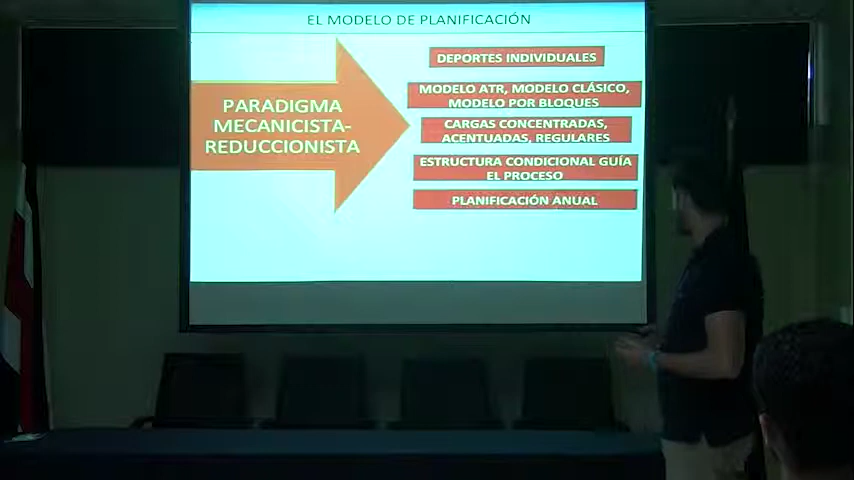 EL MODELO DE PLANIFICACIÓN
PARADIGMA
MECANICISTA-
REDUCCIONISTA
DEPORTES INDIVIDUALES
MODELO ATR, MODELO CLÁSICO,
MODELO POR BLOQUES
CARGAS CONCENTRADAS,
ACENTUADAS, REGULARES
ESTRUCTURA CONDICIONAL GUÍA
EL PROCESO
PLANIFICACIÓN ANUAL